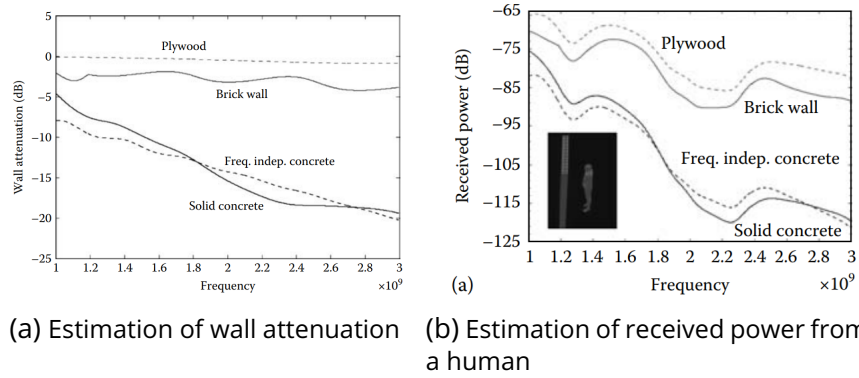 5
0
−5
−10
−15
−20
−25
Wall attenuation (dB)
Plywood
Brick wall
Freq. indep. concrete
Solid concrete
1 1.2 1.4 1.6 1.8 2 2.2 2.4 2.6 2.8 3
Frequency ×10⁹
(a) Estimation of wall attenuation
−65
−75
−85
−95
−105
−115
−125
Received power (dB)
Plywood
Brick wall
Freq. indep. concrete
Solid concrete
1 1.2 1.4 1.6 1.8 2 2.2 2.4 2.6 2.8 3
(a) Frequency ×10⁹
(b) Estimation of received power from
a human